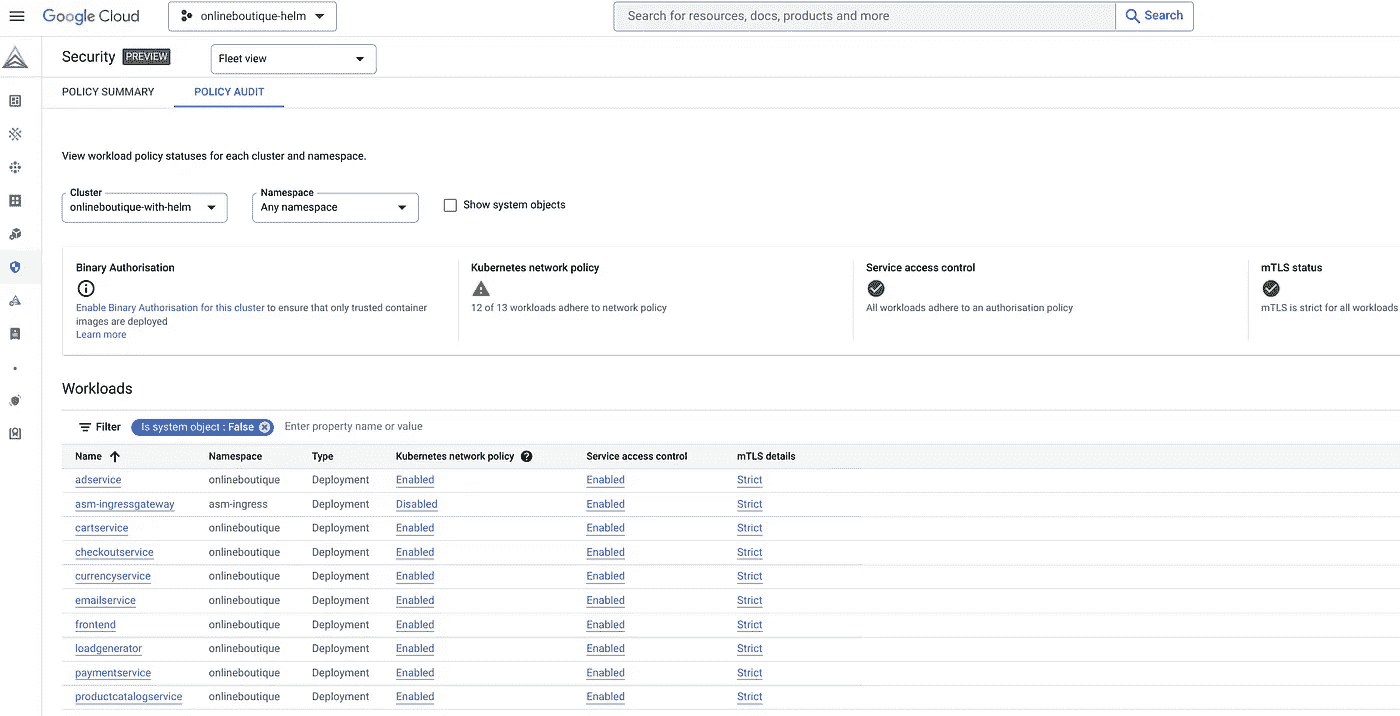 Google Cloud
onlineboutique-helm
Search for resources, docs, products and more
Search
Security PREVIEW
Fleet view
POLICY SUMMARY
POLICY AUDIT
View workload policy statuses for each cluster and namespace.
Cluster
onlineboutique-with-helm
Namespace
Any namespace
Show system objects
Binary Authorisation
Enable Binary Authorisation for this cluster to ensure that only trusted container
images are deployed
Learn more
Kubernetes network policy
12 of 13 workloads adhere to network policy
Service access control
All workloads adhere to an authorisation policy
mTLS status
mTLS is strict for all workloads
Workloads
Filter Is system object : False Enter property name or value
Name Namespace Type Kubernetes network policy Service access control mTLS details
adservice onlineboutique Deployment Enabled Enabled Strict
asm-ingressgateway asm-ingress Deployment Disabled Enabled Strict
cartservice onlineboutique Deployment Enabled Enabled Strict
checkoutservice onlineboutique Deployment Enabled Enabled Strict
currencyservice onlineboutique Deployment Enabled Enabled Strict
emailservice onlineboutique Deployment Enabled Enabled Strict
frontend onlineboutique Deployment Enabled Enabled Strict
loadgenerator onlineboutique Deployment Enabled Enabled Strict
paymentservice onlineboutique Deployment Enabled Enabled Strict
productcatalogservice onlineboutique Deployment Enabled Enabled Strict